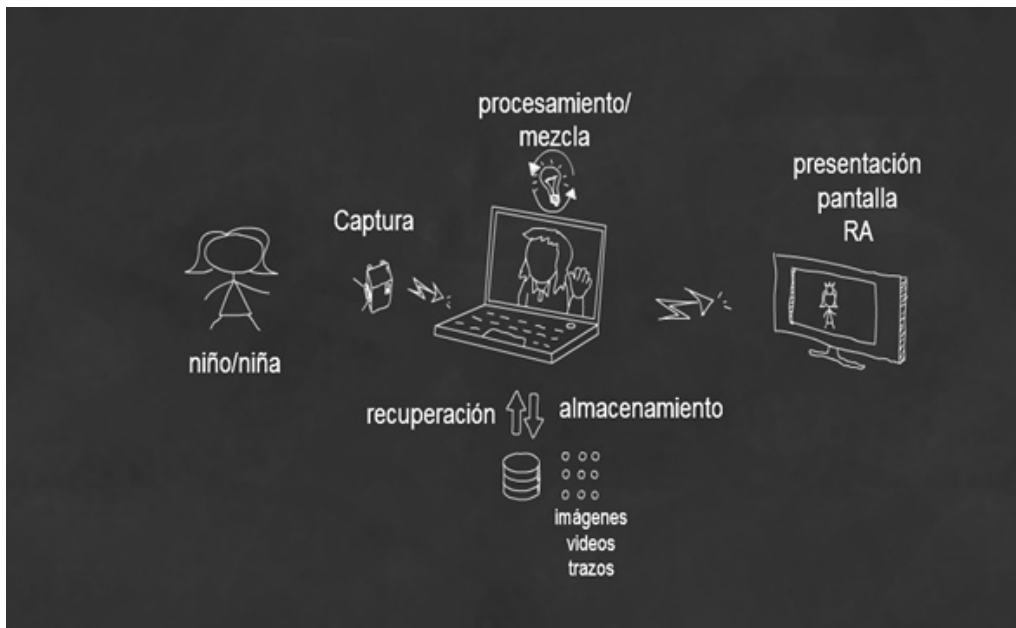 procesamiento/
mezcla
presentación
pantalla
RA
Captura
niño/niña
recuperación
almacenamiento
imágenes
videos
trazos